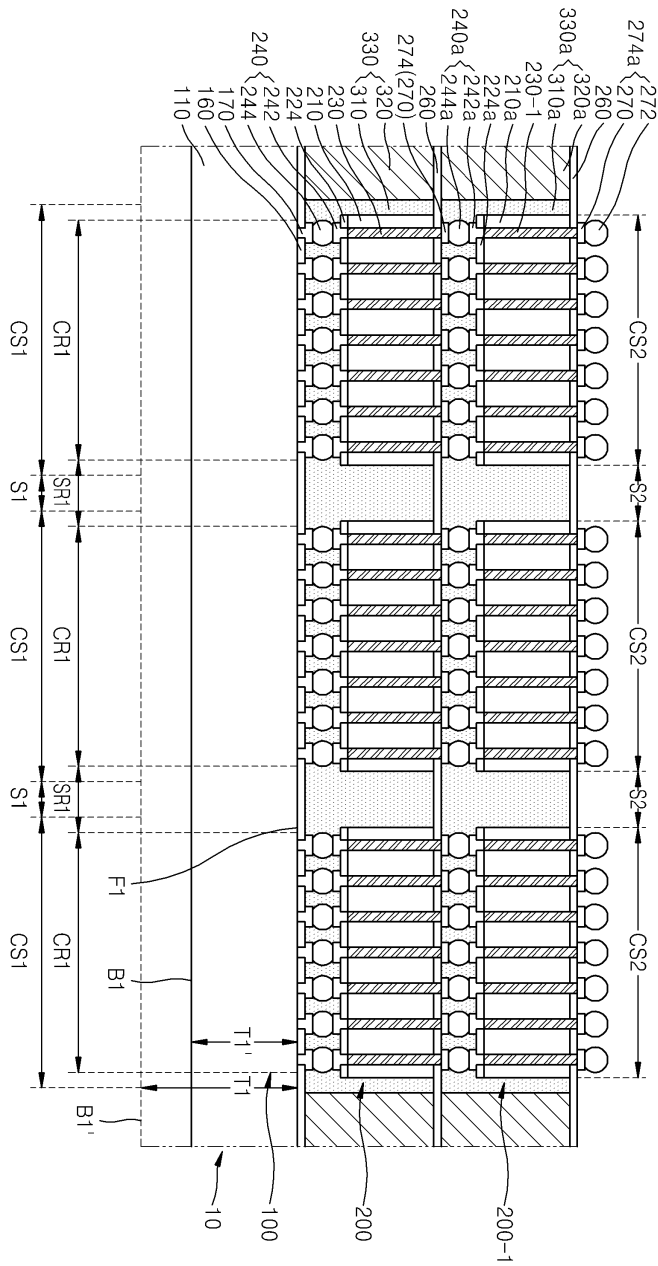 CS2 S2 CS2 S2 CS2
274a 272
270
260
330a 320a
310a
230-1
210a
224a
240a 242a
244a
274(270)
260
330 320
310
230
210
224
240 242
244
170
160
110
200-1
200
100
10
F1
B1
T1'
T1
B1'
CR1 SR1 CR1 SR1 CR1
CS1 S1 CS1 S1 CS1